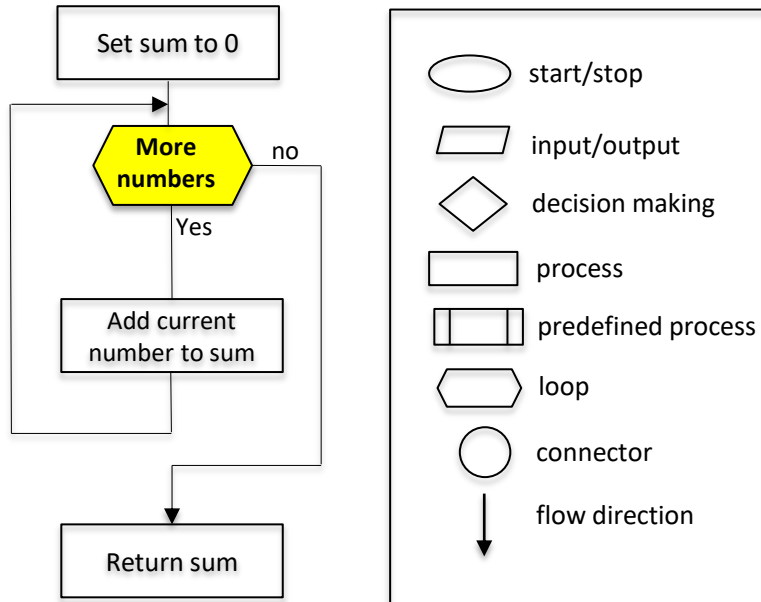 Set sum to 0
More
numbers
no
Yes
Add current
number to sum
Return sum
start/stop
input/output
decision making
process
predefined process
loop
connector
flow direction